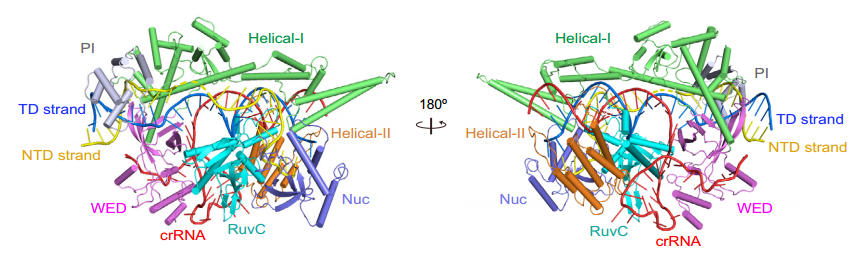 Helical-I
PI
TD strand
NTD strand
Helical-II
WED
Nuc
crRNA
RuvC
180º
Helical-I
PI
TD strand
Helical-II
NTD strand
Nuc
WED
RuvC
crRNA